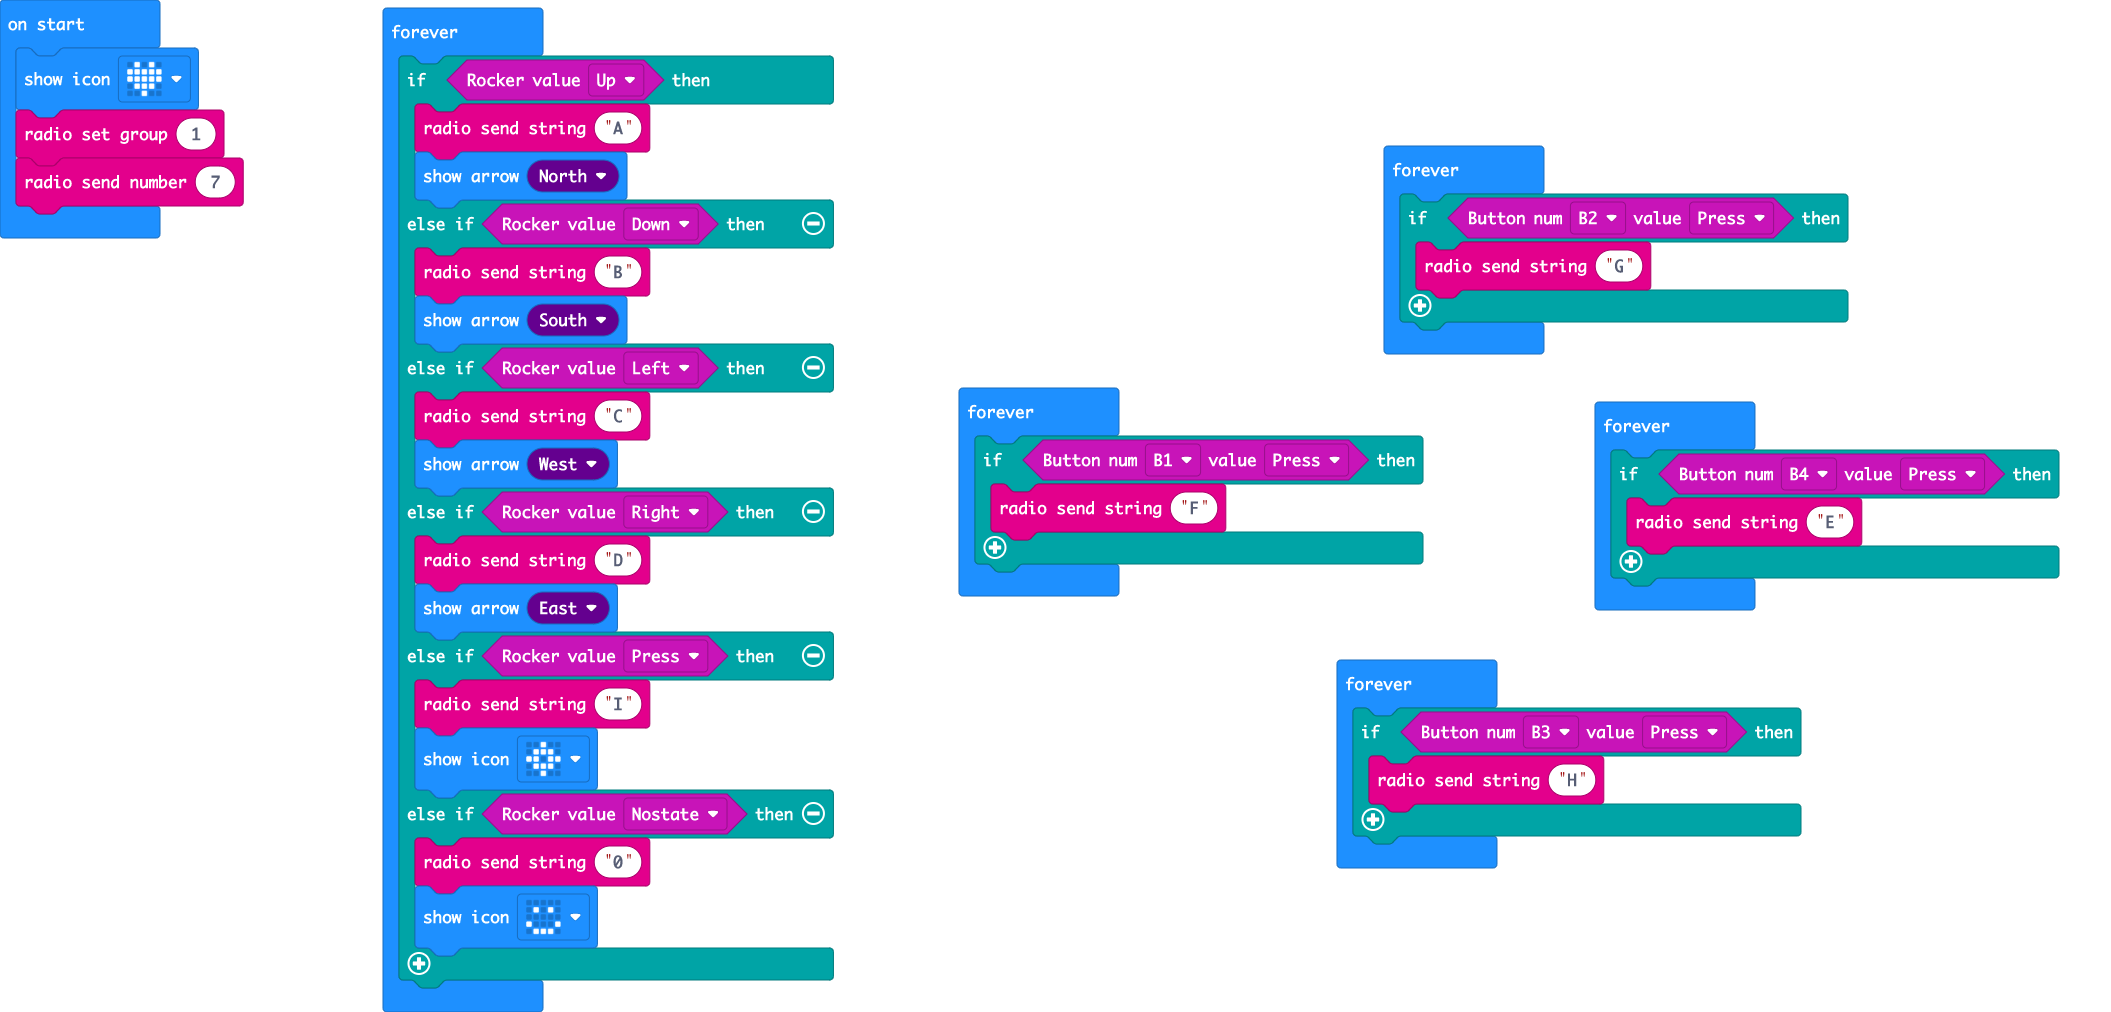 on start
show icon
radio set group 1
radio send number 7
forever
if Rocker value Up then
radio send string "A"
show arrow North
else if Rocker value Down then
radio send string "B"
show arrow South
else if Rocker value Left then
radio send string "C"
show arrow West
else if Rocker value Right then
radio send string "D"
show arrow East
else if Rocker value Press then
radio send string "I"
show icon
else if Rocker value Nostate then
radio send string "0"
show icon
forever
if Button num B1 value Press then
radio send string "F"
forever
if Button num B2 value Press then
radio send string "G"
forever
if Button num B4 value Press then
radio send string "E"
forever
if Button num B3 value Press then
radio send string "H"